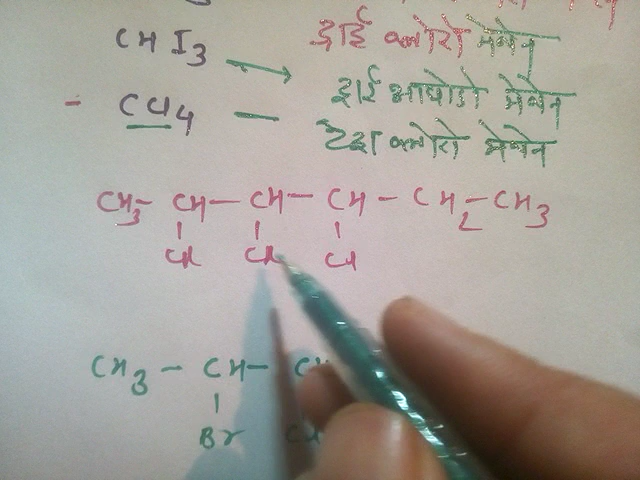 CHI3 ट्राई क्लोरो मेथेन
ट्राई आयोडो मेथेन
- CCl4 — टेट्रा क्लोरो मेथेन
CH3 - CH - CH - CH - CH2 - CH3
Cl Cl Cl
CH3 - CH -
Br